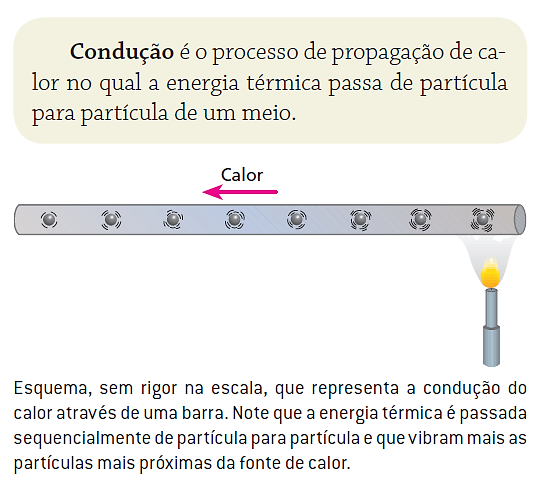 Condução é o processo de propagação de ca-
lor no qual a energia térmica passa de partícula
para partícula de um meio.
Calor
Esquema, sem rigor na escala, que representa a condução do
calor através de uma barra. Note que a energia térmica é passada
sequencialmente de partícula para partícula e que vibram mais as
partículas mais próximas da fonte de calor.